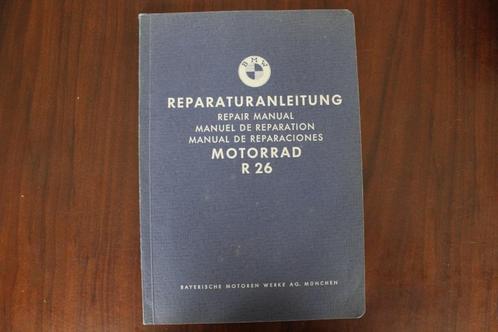 BMW
REPARATURANLEITUNG
REPAIR MANUAL
MANUEL DE REPARATION
MANUAL DE REPARACIONES
MOTORRAD
R 26
BAYERISCHE MOTOREN WERKE AG. MÜNCHEN